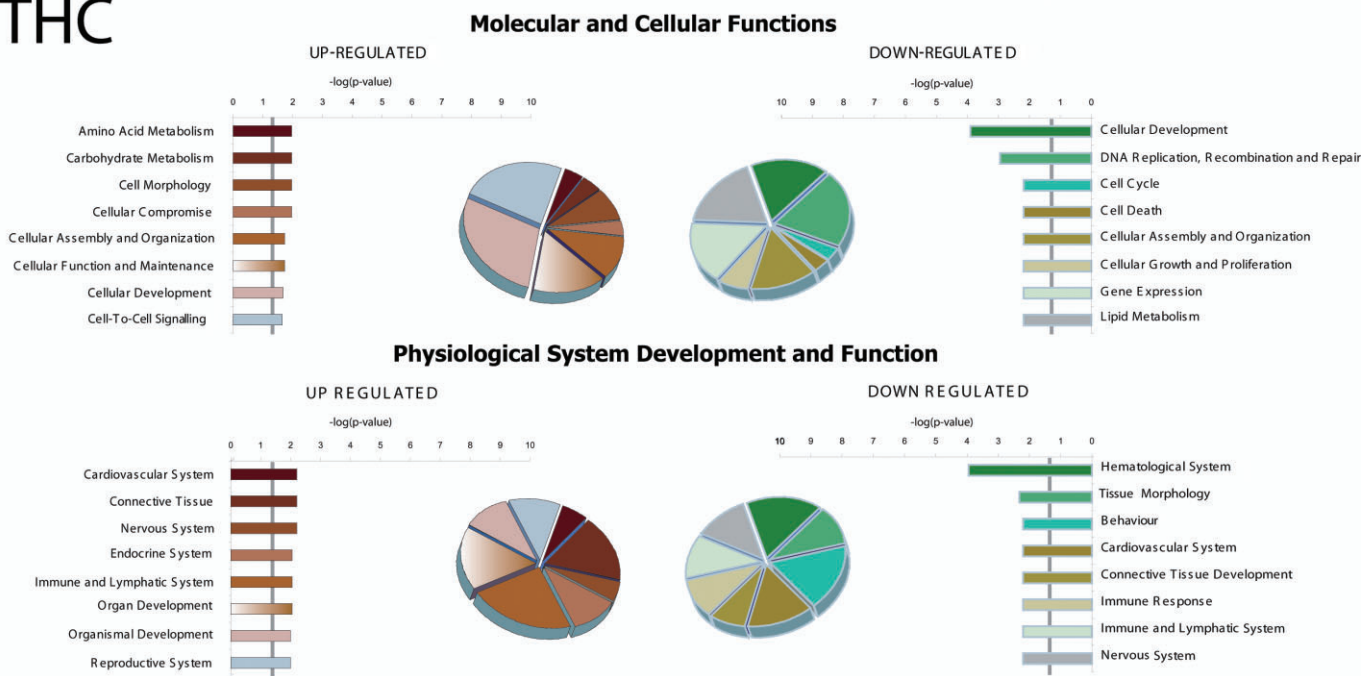 THC
Molecular and Cellular Functions
UP-REGULATED
-log(p-value)
0 1 2 3 4 5 6 7 8 9 10
Amino Acid Metabolism
Carbohydrate Metabolism
Cell Morphology
Cellular Compromise
Cellular Assembly and Organization
Cellular Function and Maintenance
Cellular Development
Cell-To-Cell Signalling
DOWN-REGULATED
-log(p-value)
10 9 8 7 6 5 4 3 2 1 0
Cellular Development
DNA Replication, Recombination and Repair
Cell Cycle
Cell Death
Cellular Assembly and Organization
Cellular Growth and Proliferation
Gene Expression
Lipid Metabolism
Physiological System Development and Function
UP REGULATED
-log(p-value)
0 1 2 3 4 5 6 7 8 9 10
Cardiovascular System
Connective Tissue
Nervous System
Endocrine System
Immune and Lymphatic System
Organ Development
Organismal Development
Reproductive System
DOWN REGULATED
-log(p-value)
10 9 8 7 6 5 4 3 2 1 0
Hematological System
Tissue Morphology
Behaviour
Cardiovascular System
Connective Tissue Development
Immune Response
Immune and Lymphatic System
Nervous System